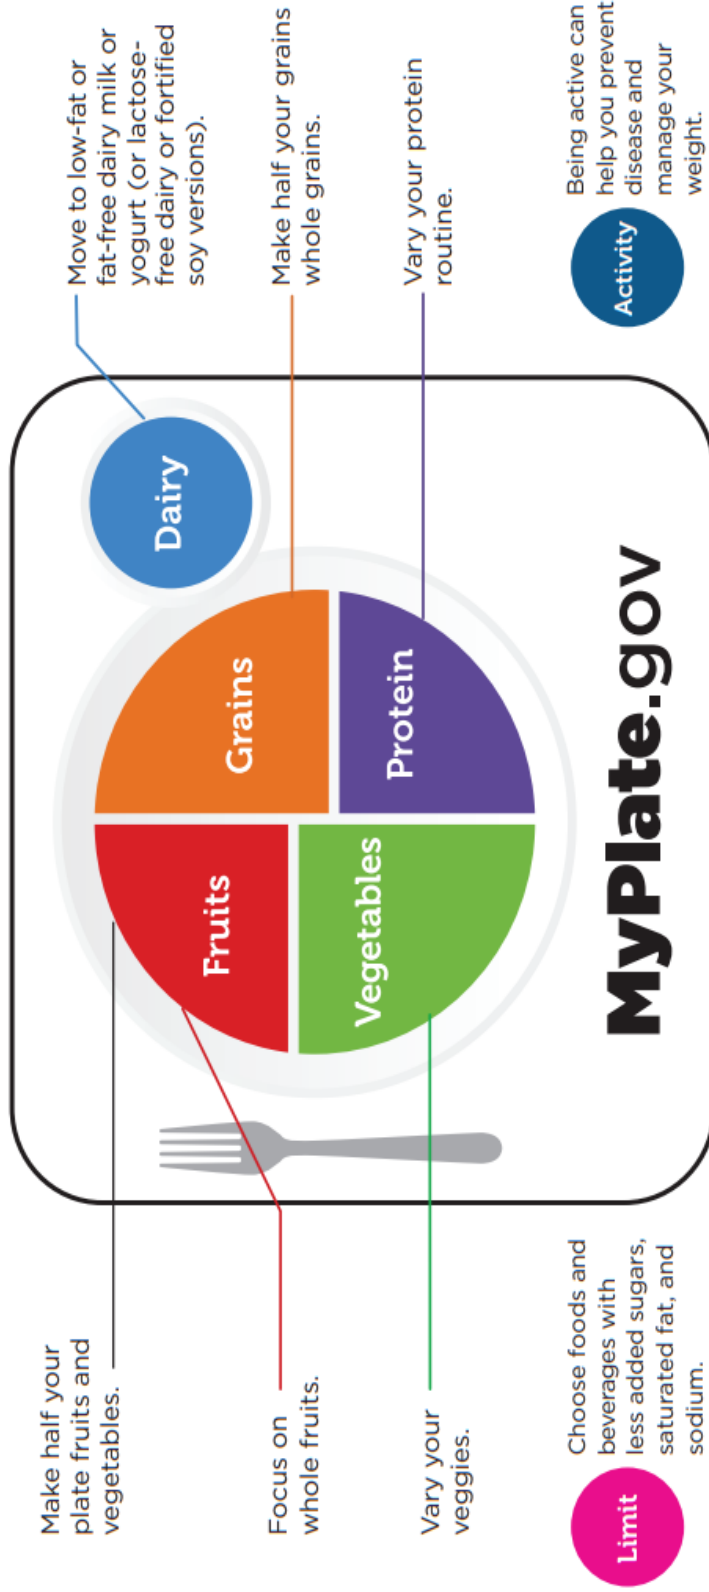 Make half your
plate fruits and
vegetables.
Focus on
whole fruits.
Vary your
veggies.
Fruits
Vegetables
Grains
Protein
Dairy
MyPlate.gov
Move to low-fat or
fat-free dairy milk or
yogurt (or lactose-
free dairy or fortified
soy versions).
Make half your grains
whole grains.
Vary your protein
routine.
Limit
Choose foods and
beverages with
less added sugars,
saturated fat, and
sodium.
Activity
Being active can
help you prevent
disease and
manage your
weight.